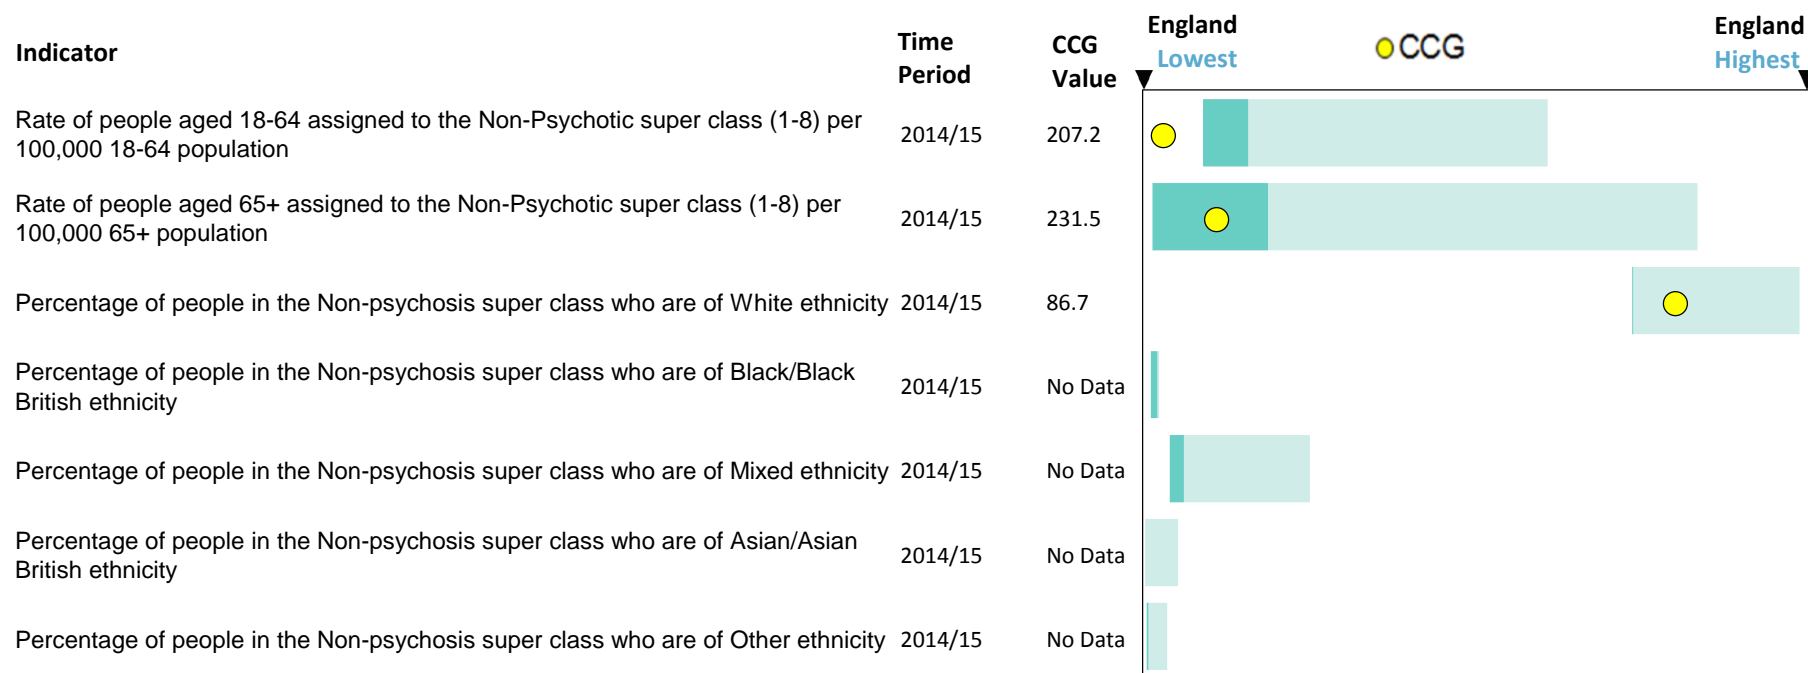 Indicator
Time
Period
CCG
Value
England
Lowest
CCG
England
Highest
Rate of people aged 18-64 assigned to the Non-Psychotic super class (1-8) per
100,000 18-64 population
2014/15
207.2
Rate of people aged 65+ assigned to the Non-Psychotic super class (1-8) per
100,000 65+ population
2014/15
231.5
Percentage of people in the Non-psychosis super class who are of White ethnicity
2014/15
86.7
Percentage of people in the Non-psychosis super class who are of Black/Black
British ethnicity
2014/15
No Data
Percentage of people in the Non-psychosis super class who are of Mixed ethnicity
2014/15
No Data
Percentage of people in the Non-psychosis super class who are of Asian/Asian
British ethnicity
2014/15
No Data
Percentage of people in the Non-psychosis super class who are of Other ethnicity
2014/15
No Data